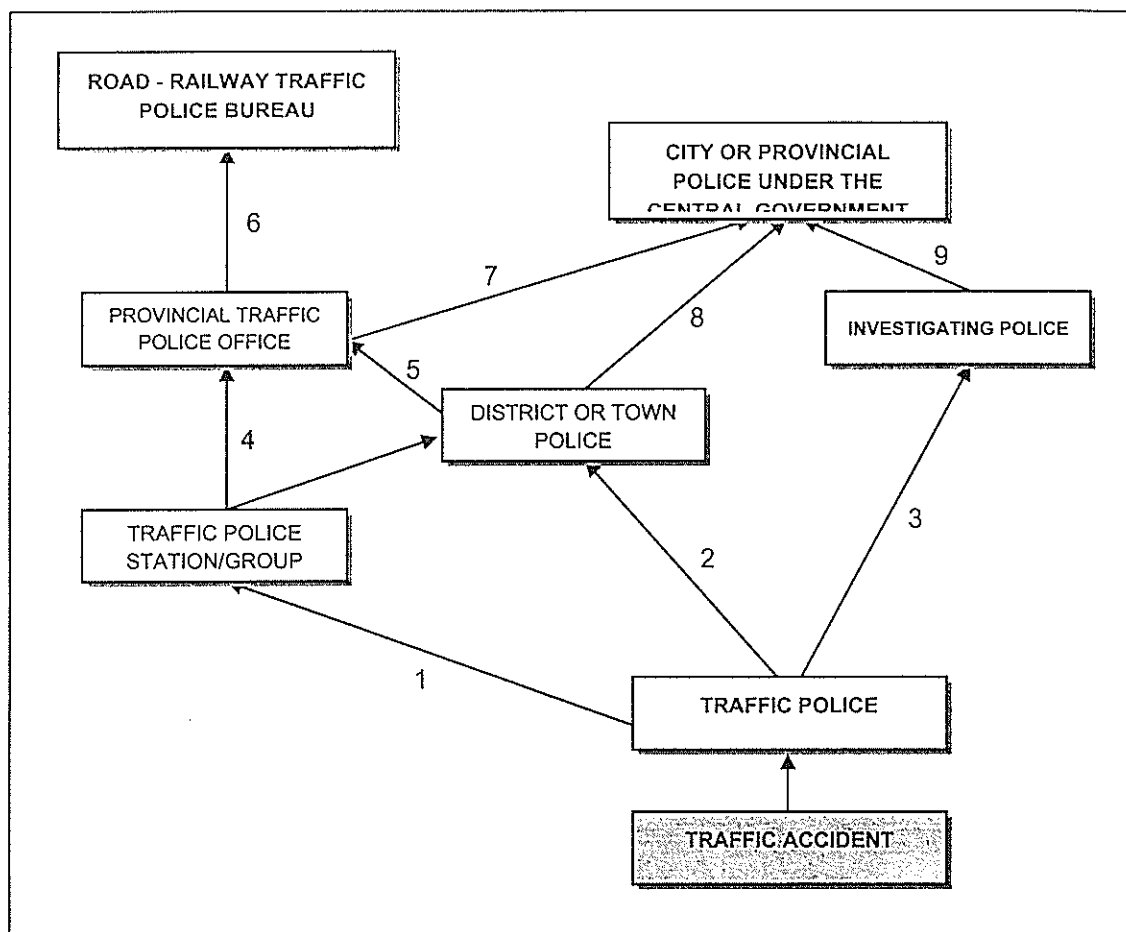 ROAD - RAILWAY TRAFFIC
POLICE BUREAU
CITY OR PROVINCIAL
POLICE UNDER THE
CENTRAL GOVERNMENT
6
7
9
8
PROVINCIAL TRAFFIC
POLICE OFFICE
INVESTIGATING POLICE
5
DISTRICT OR TOWN
POLICE
4
3
TRAFFIC POLICE
STATION/GROUP
2
1
TRAFFIC POLICE
TRAFFIC ACCIDENT